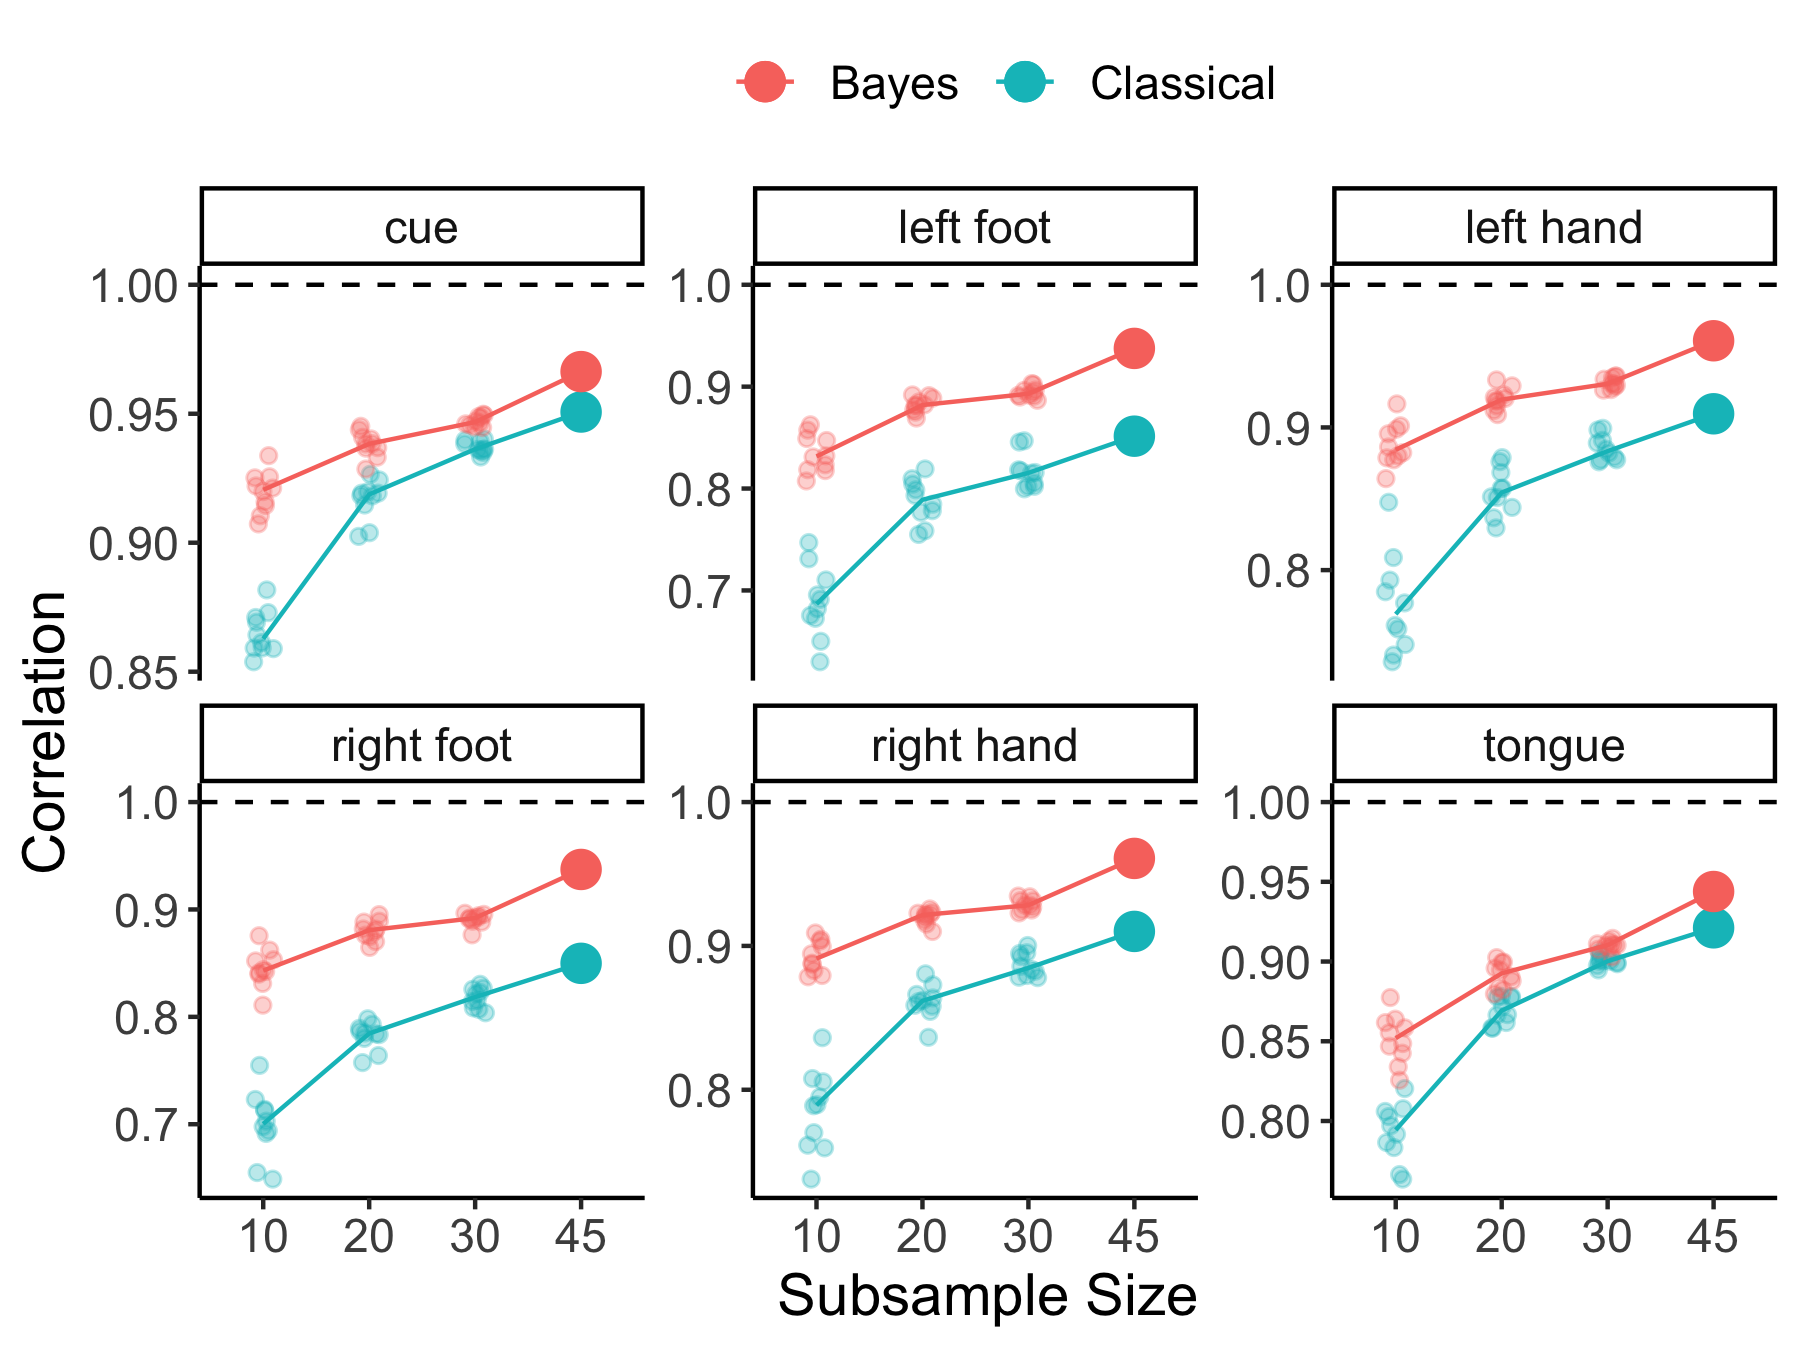 Bayes Classical
cue left foot left hand
1.00 1.0 1.0
0.95 0.9 0.9
0.90 0.8 0.8
0.85 0.7
right foot right hand tongue
1.0 1.0 1.00
0.9 0.9 0.95
0.8 0.8 0.90
0.7 0.85
0.80
10 20 30 45 10 20 30 45 10 20 30 45
Subsample Size
Correlation